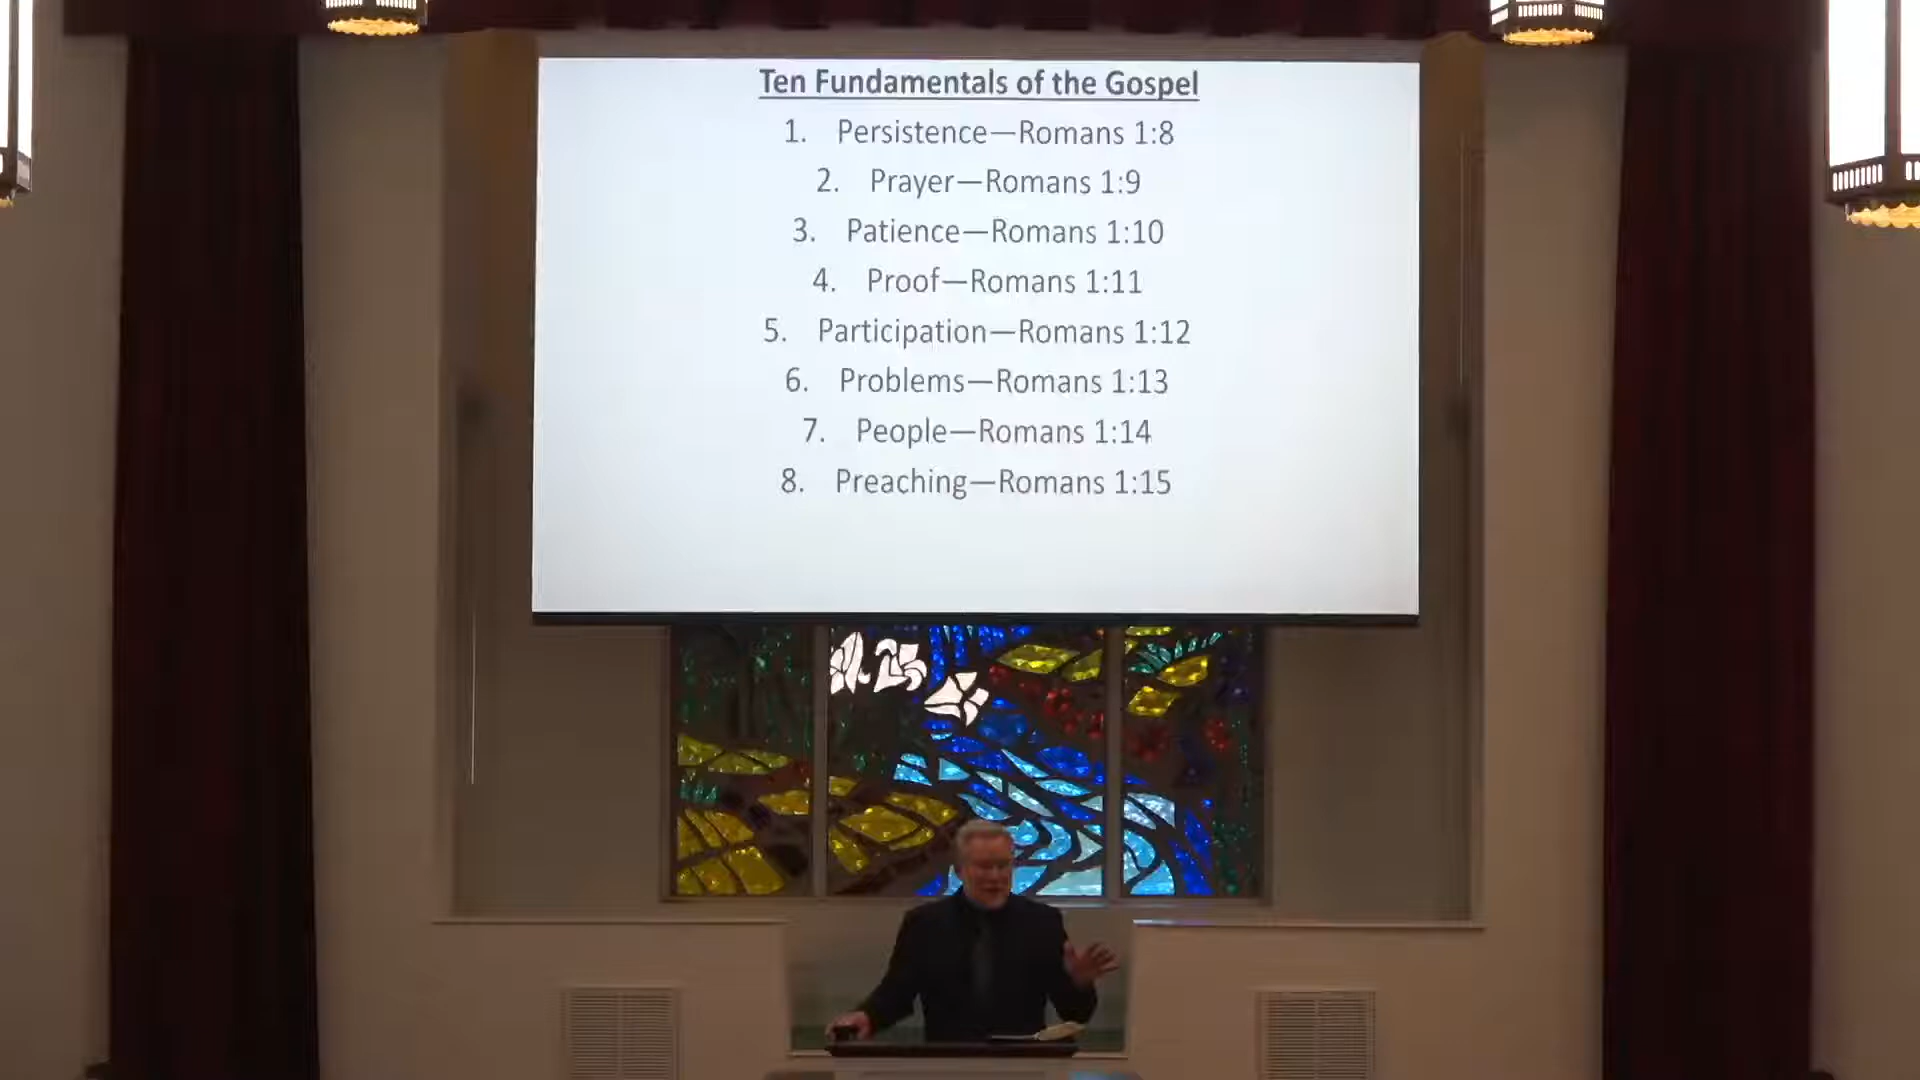 Ten Fundamentals of the Gospel
1. Persistence—Romans 1:8
2. Prayer—Romans 1:9
3. Patience—Romans 1:10
4. Proof—Romans 1:11
5. Participation—Romans 1:12
6. Problems—Romans 1:13
7. People—Romans 1:14
8. Preaching—Romans 1:15